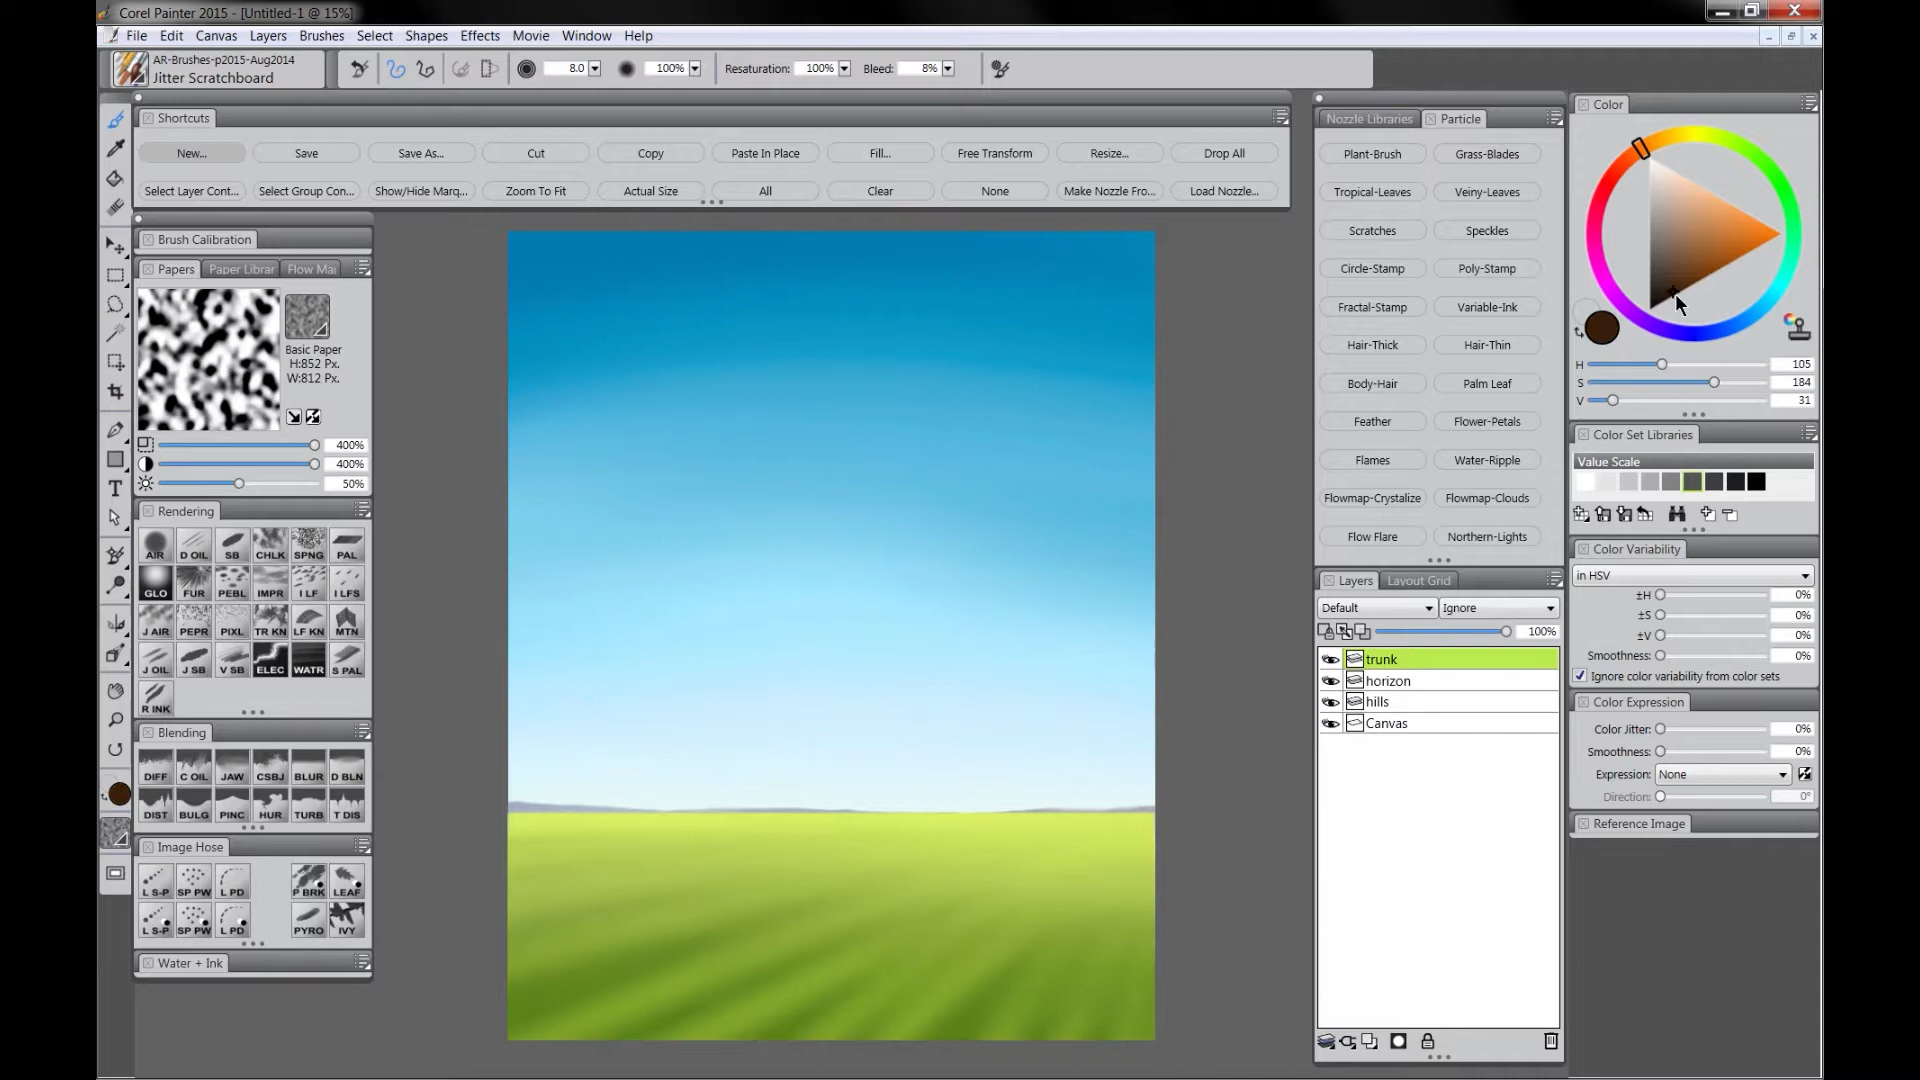 Corel Painter 2015 - [Untitled-1 @ 15%]
File Edit Canvas Layers Brushes Select Shapes Effects Movie Window Help
AR-Brushes-p2015-Aug2014
Jitter Scratchboard
8.0 100% Resaturation: 100% Bleed: 8%
Shortcuts
New... Save Save As... Cut Copy Paste In Place Fill... Free Transform Resize... Drop All
Select Layer Cont... Select Group Con... Show/Hide Marq... Zoom To Fit Actual Size All Clear None Make Nozzle Fro... Load Nozzle...
Brush Calibration
Papers Paper Librar Flow Ma
Basic Paper
H:852 Px.
W:812 Px.
400%
400%
50%
Rendering
AIR D OIL SB CHLK SPNG PAL
GLO FUR PEBL IMPR I LF I LFS
J AIR PEPR PIXL TR KN LF KN MTN
J OIL J SB V SB ELEC WATR S PAL
R INK
Blending
DIFF C OIL JAW CSBJ BLUR D BLN
DIST BULG PINC HUR TURB T DIS
Image Hose
L S-P SP PW L PD P BRK LEAF
L S-P SP PW L PD PYRO IVY
Water + Ink
Nozzle Libraries Particle
Plant-Brush Grass-Blades
Tropical-Leaves Veiny-Leaves
Scratches Speckles
Circle-Stamp Poly-Stamp
Fractal-Stamp Variable-Ink
Hair-Thick Hair-Thin
Body-Hair Palm Leaf
Feather Flower-Petals
Flames Water-Ripple
Flowmap-Crystalize Flowmap-Clouds
Flow Flare Northern-Lights
Layers Layout Grid
Default Ignore
100%
trunk
horizon
hills
Canvas
Color
H 105
S 184
V 31
Color Set Libraries
Value Scale
Color Variability
in HSV
±H 0%
±S 0%
±V 0%
Smoothness: 0%
Ignore color variability from color sets
Color Expression
Color Jitter: 0%
Smoothness: 0%
Expression: None
Direction: 0°
Reference Image
T